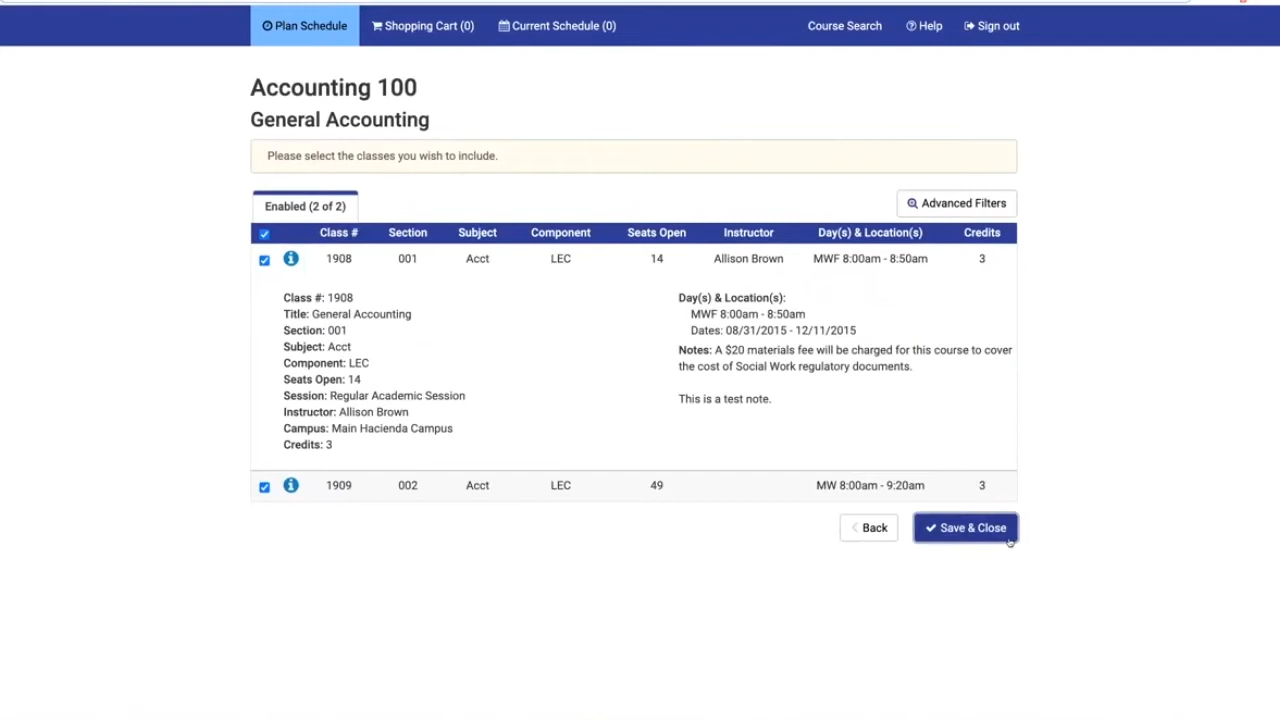 Plan Schedule Shopping Cart (0) Current Schedule (0) Course Search Help Sign out
Accounting 100
General Accounting
Please select the classes you wish to include.
Enabled (2 of 2) Advanced Filters
Class # Section Subject Component Seats Open Instructor Day(s) & Location(s) Credits
1908 001 Acct LEC 14 Allison Brown MWF 8:00am - 8:50am 3
Class #: 1908
Title: General Accounting
Section: 001
Subject: Acct
Component: LEC
Seats Open: 14
Session: Regular Academic Session
Instructor: Allison Brown
Campus: Main Hacienda Campus
Credits: 3
Day(s) & Location(s):
MWF 8:00am - 8:50am
Dates: 08/31/2015 - 12/11/2015
Notes: A $20 materials fee will be charged for this course to cover
the cost of Social Work regulatory documents.
This is a test note.
1909 002 Acct LEC 49 MW 8:00am - 9:20am 3
Back Save & Close